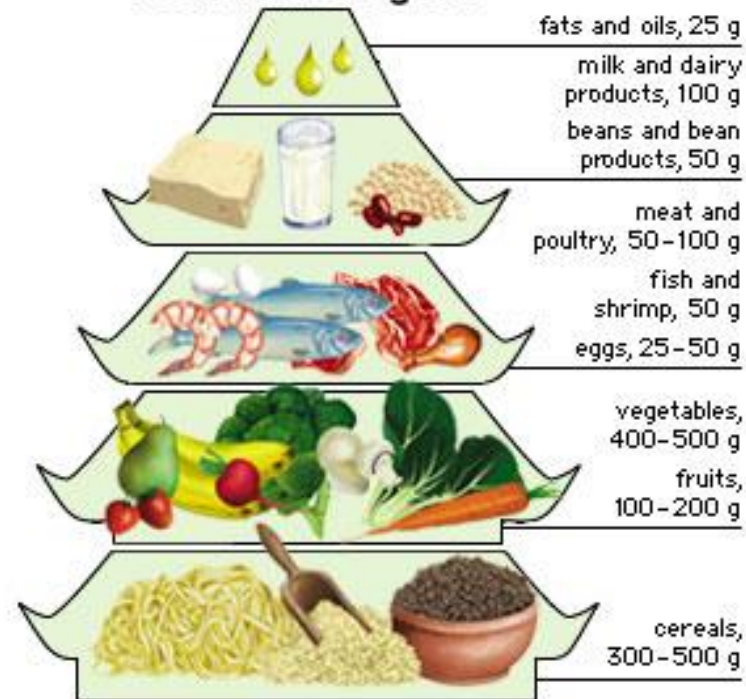 fats and oils, 25 g
milk and dairy
products, 100 g
beans and bean
products, 50 g
meat and
poultry, 50–100 g
fish and
shrimp, 50 g
eggs, 25–50 g
vegetables,
400–500 g
fruits,
100–200 g
cereals,
300–500 g